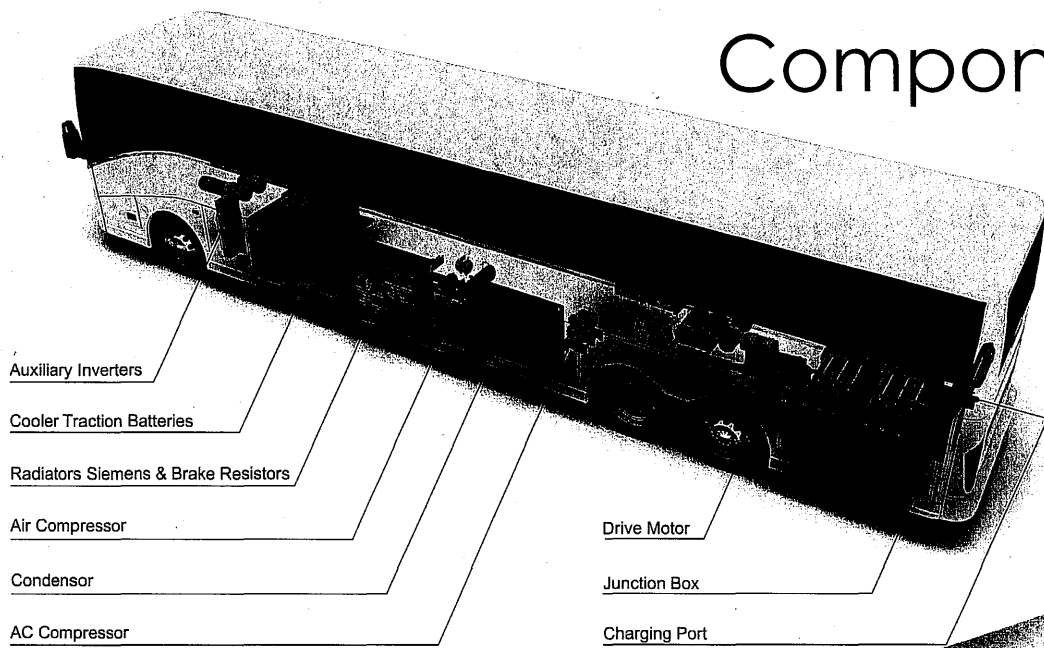 Compon
Auxiliary Inverters
Cooler Traction Batteries
Radiators Siemens & Brake Resistors
Air Compressor
Condensor
AC Compressor
Drive Motor
Junction Box
Charging Port